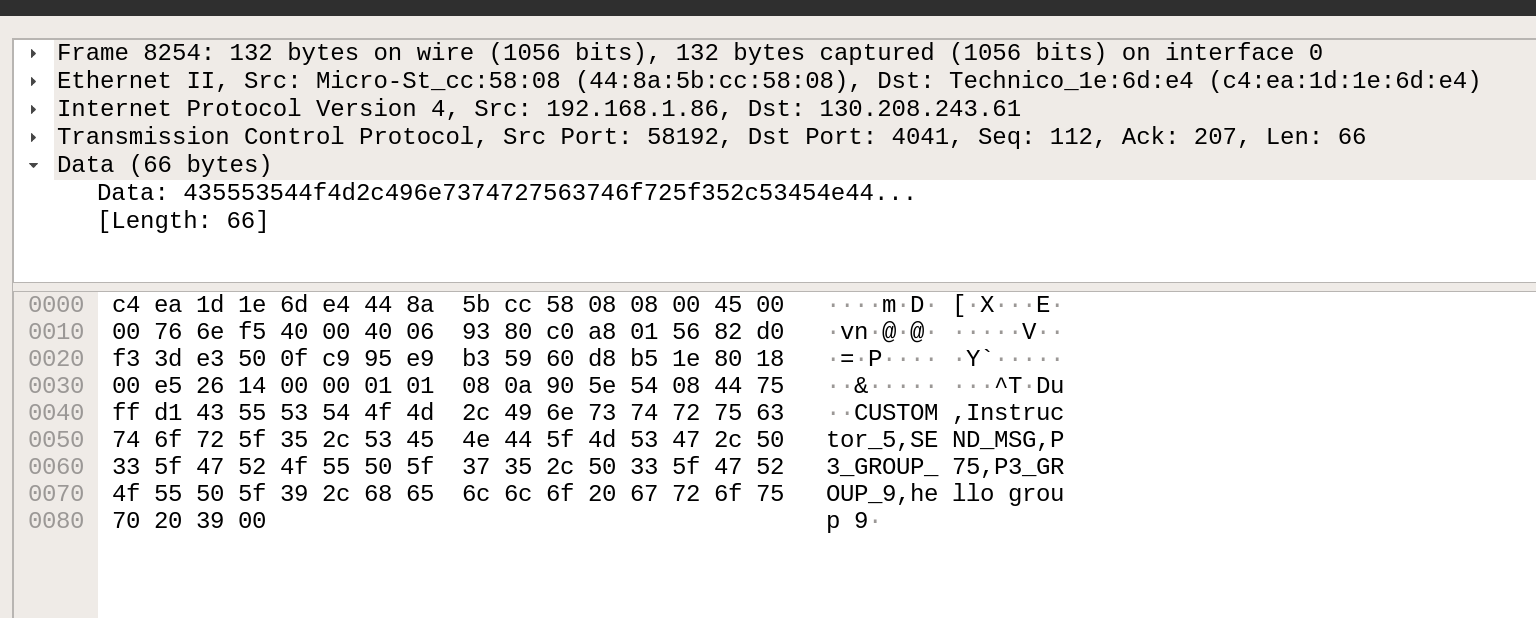 Frame 8254: 132 bytes on wire (1056 bits), 132 bytes captured (1056 bits) on interface 0
Ethernet II, Src: Micro-St_cc:58:08 (44:8a:5b:cc:58:08), Dst: Technico_1e:6d:e4 (c4:ea:1d:1e:6d:e4)
Internet Protocol Version 4, Src: 192.168.1.86, Dst: 130.208.243.61
Transmission Control Protocol, Src Port: 58192, Dst Port: 4041, Seq: 112, Ack: 207, Len: 66
Data (66 bytes)
Data: 435553544f4d2c496e7374727563746f725f352c53454e44...
[Length: 66]
0000 c4 ea 1d 1e 6d e4 44 8a 5b cc 58 08 08 00 45 00 ····m·D· [·X···E·
0010 00 76 6e f5 40 00 40 06 93 80 c0 a8 01 56 82 d0 ·vn·@·@· ·····V··
0020 f3 3d e3 50 0f c9 95 e9 b3 59 60 d8 b5 1e 80 18 ·=·P···· ·Y`·····
0030 00 e5 26 14 00 00 01 01 08 0a 90 5e 54 08 44 75 ··&····· ···^T·Du
0040 ff d1 43 55 53 54 4f 4d 2c 49 6e 73 74 72 75 63 ··CUSTOM ,Instruc
0050 74 6f 72 5f 35 2c 53 45 4e 44 5f 4d 53 47 2c 50 tor_5,SE ND_MSG,P
0060 33 5f 47 52 4f 55 50 5f 37 35 2c 50 33 5f 47 52 3_GROUP_ 75,P3_GR
0070 4f 55 50 5f 39 2c 68 65 6c 6c 6f 20 67 72 6f 75 OUP_9,he llo grou
0080 70 20 39 00 p 9·